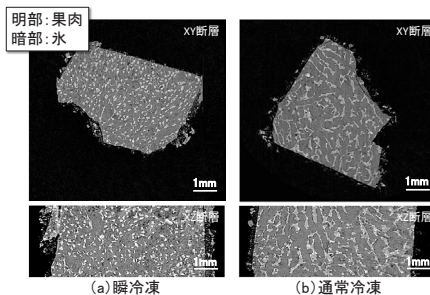 明部:果肉
暗部:氷
XY断層
1mm
XZ断層
1mm
(a)瞬冷凍
XY断層
1mm
XZ断層
1mm
(b)通常冷凍